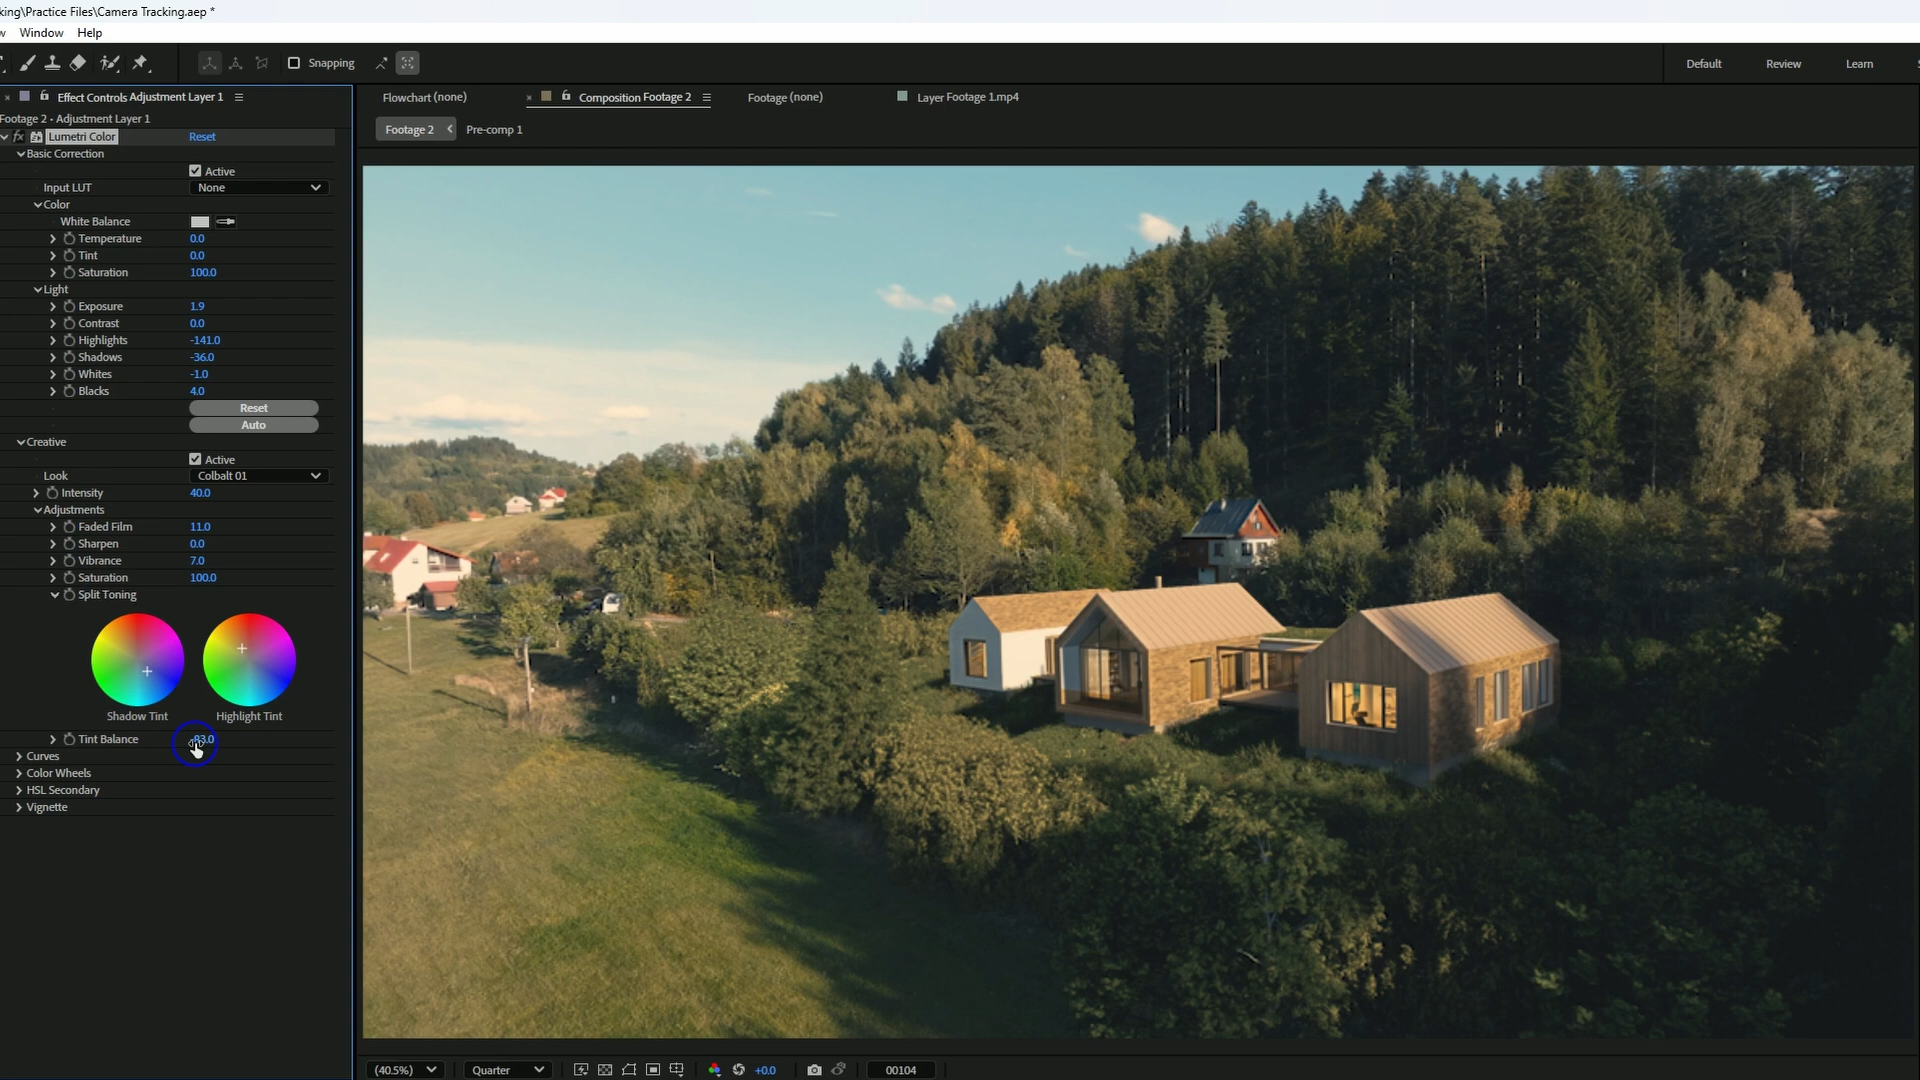 king\Practice Files\Camera Tracking.aep *
w Window Help
Snapping
Default Review Learn
Effect Controls Adjustment Layer 1
Flowchart (none) Composition Footage 2 Footage (none) Layer Footage 1.mp4
Footage 2 • Adjustment Layer 1
Footage 2 Pre-comp 1
fx Lumetri Color Reset
Basic Correction
Active
Input LUT None
Color
White Balance
Temperature 0.0
Tint 0.0
Saturation 100.0
Light
Exposure 1.9
Contrast 0.0
Highlights -141.0
Shadows -36.0
Whites -1.0
Blacks 4.0
Reset
Auto
Creative
Active
Look Colbalt 01
Intensity 40.0
Adjustments
Faded Film 11.0
Sharpen 0.0
Vibrance 7.0
Saturation 100.0
Split Toning
Shadow Tint Highlight Tint
Tint Balance -83.0
Curves
Color Wheels
HSL Secondary
Vignette
(40.5%) Quarter +0.0 00104